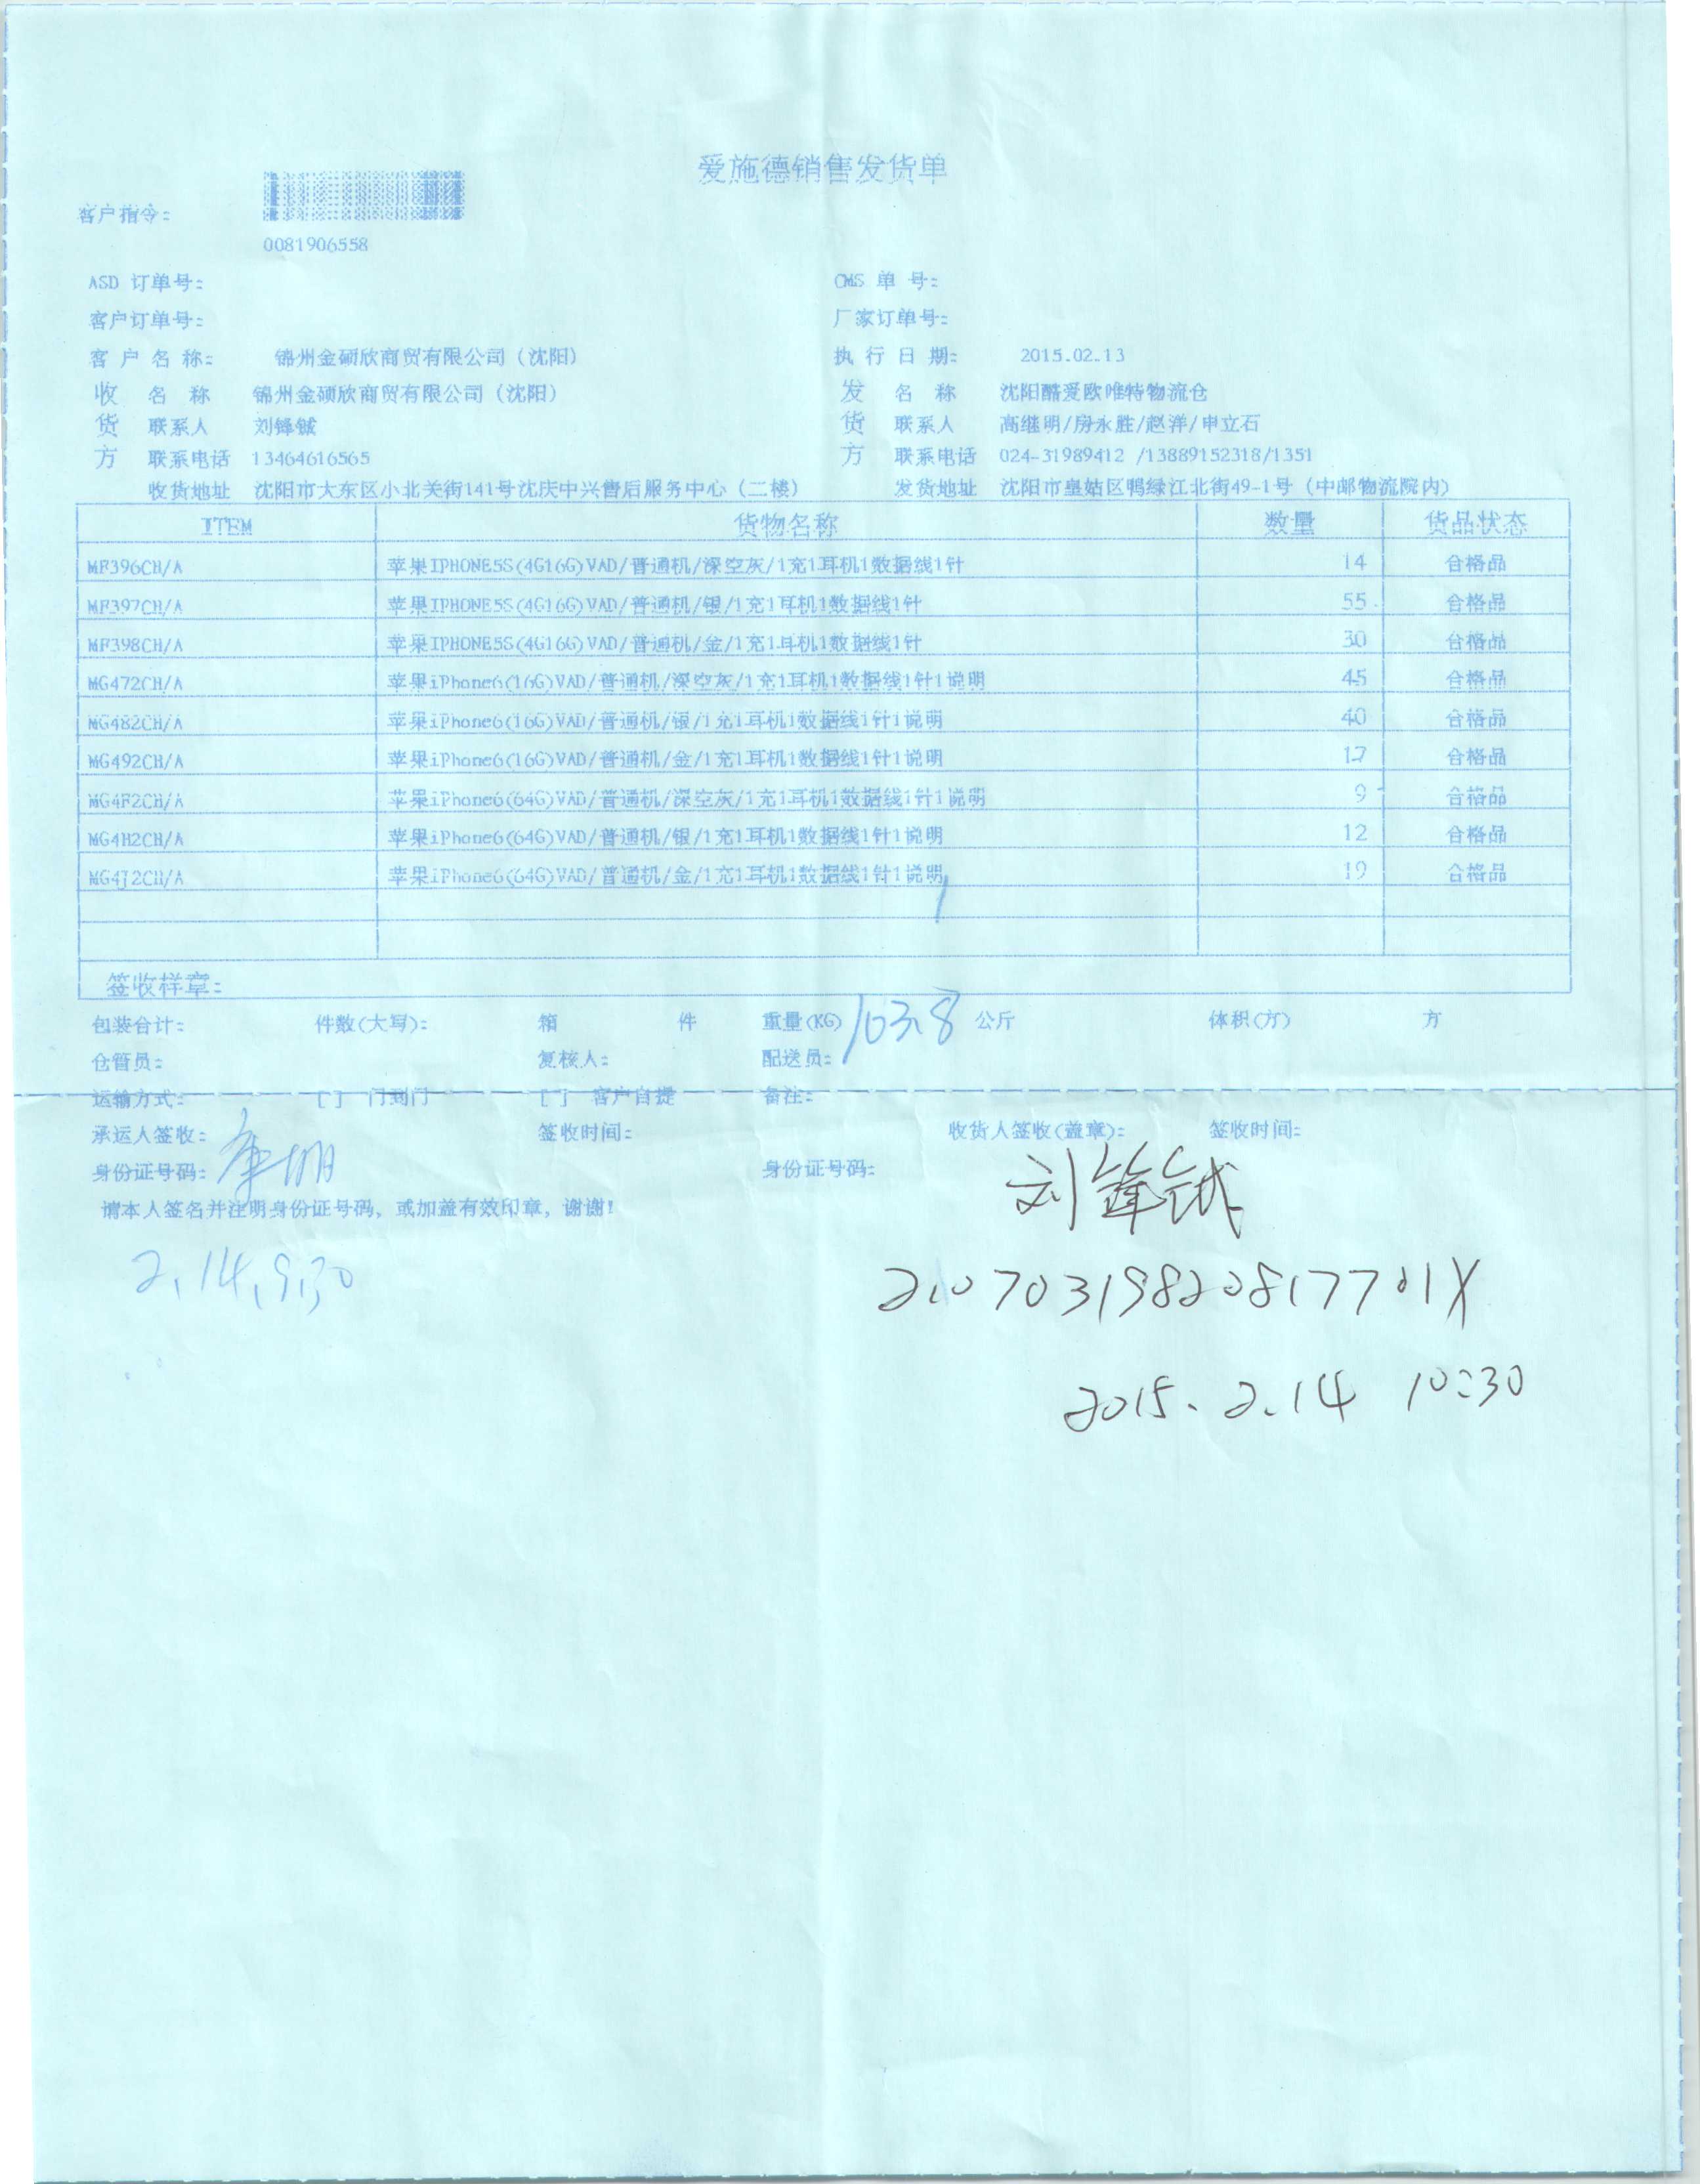 爱施德销售发货单
客户指令:
0081906558
ASD 订单号: OMS 单 号:
客户订单号: 厂家订单号:
客 户 名 称: 锦州金硕欣商贸有限公司（沈阳） 执 行 日 期: 2015.02.13
收 名 称 锦州金硕欣商贸有限公司（沈阳） 发 名 称 沈阳酷爱欧唯特物流仓
货 联系人 刘锋铖 货 联系人 高继明/房永胜/赵洋/申立石
方 联系电话 13464616565 方 联系电话 024-31989412 /13889152318/1351
收货地址 沈阳市大东区小北关街141号沈庆中兴售后服务中心（二楼） 发货地址 沈阳市皇姑区鸭绿江北街49-1号（中邮物流院内）
ITEM 货物名称 数量 货品状态
MF396CH/A 苹果IPHONE5S(4G16G)VAD/普通机/深空灰/1充1耳机1数据线1针 14 合格品
MF397CH/A 苹果IPHONE5S(4G16G)VAD/普通机/银/1充1耳机1数据线1针 55 合格品
MF398CH/A 苹果IPHONE5S(4G16G)VAD/普通机/金/1充1耳机1数据线1针 30 合格品
MG472CH/A 苹果iPhone6(16G)VAD/普通机/深空灰/1充1耳机1数据线1针1说明 45 合格品
MG482CH/A 苹果iPhone6(16G)VAD/普通机/银/1充1耳机1数据线1针1说明 40 合格品
MG492CH/A 苹果iPhone6(16G)VAD/普通机/金/1充1耳机1数据线1针1说明 17 合格品
MG4F2CH/A 苹果iPhone6(64G)VAD/普通机/深空灰/1充1耳机1数据线1针1说明 9 合格品
MG4H2CH/A 苹果iPhone6(64G)VAD/普通机/银/1充1耳机1数据线1针1说明 12 合格品
MG4J2CH/A 苹果iPhone6(64G)VAD/普通机/金/1充1耳机1数据线1针1说明 19 合格品
签收样章:
包装合计: 件数(大写): 箱 件 重量(KG) 103.8 公斤 体积(方) 方
仓管员: 复核人: 配送员:
运输方式: [ ] 门到门 [ ] 客户自提 备注:
承运人签收: 签收时间: 收货人签收(盖章): 签收时间:
身份证号码: 身份证号码: 刘锋铖
请本人签名并注明身份证号码，或加盖有效印章，谢谢!
2.14.9:30 21070319820817701X
2015.2.14 10:30